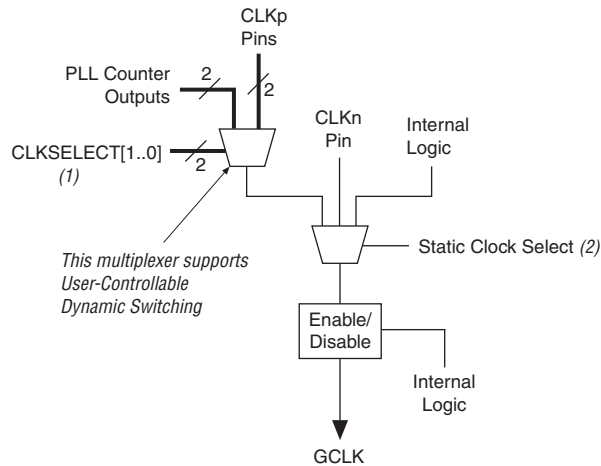 CLKp
Pins
PLL Counter
Outputs
2
2
CLKn
Pin
Internal
Logic
CLKSELECT[1..0]
(1)
2
This multiplexer supports
User-Controllable
Dynamic Switching
Static Clock Select (2)
Enable/
Disable
Internal
Logic
GCLK